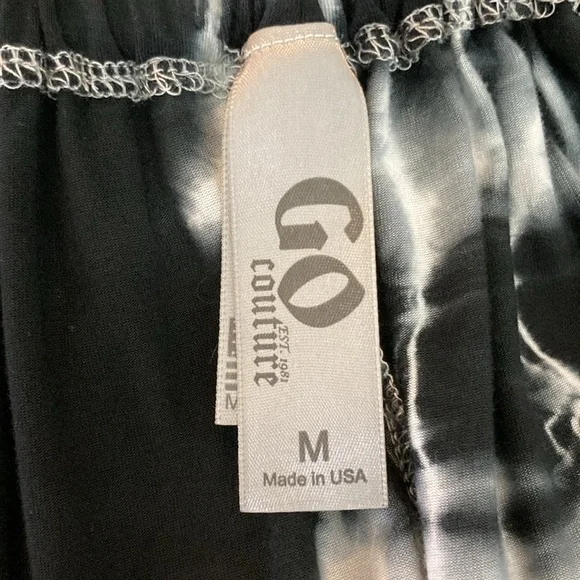 GO
couture
EST. 1981
M
Made in USA
M